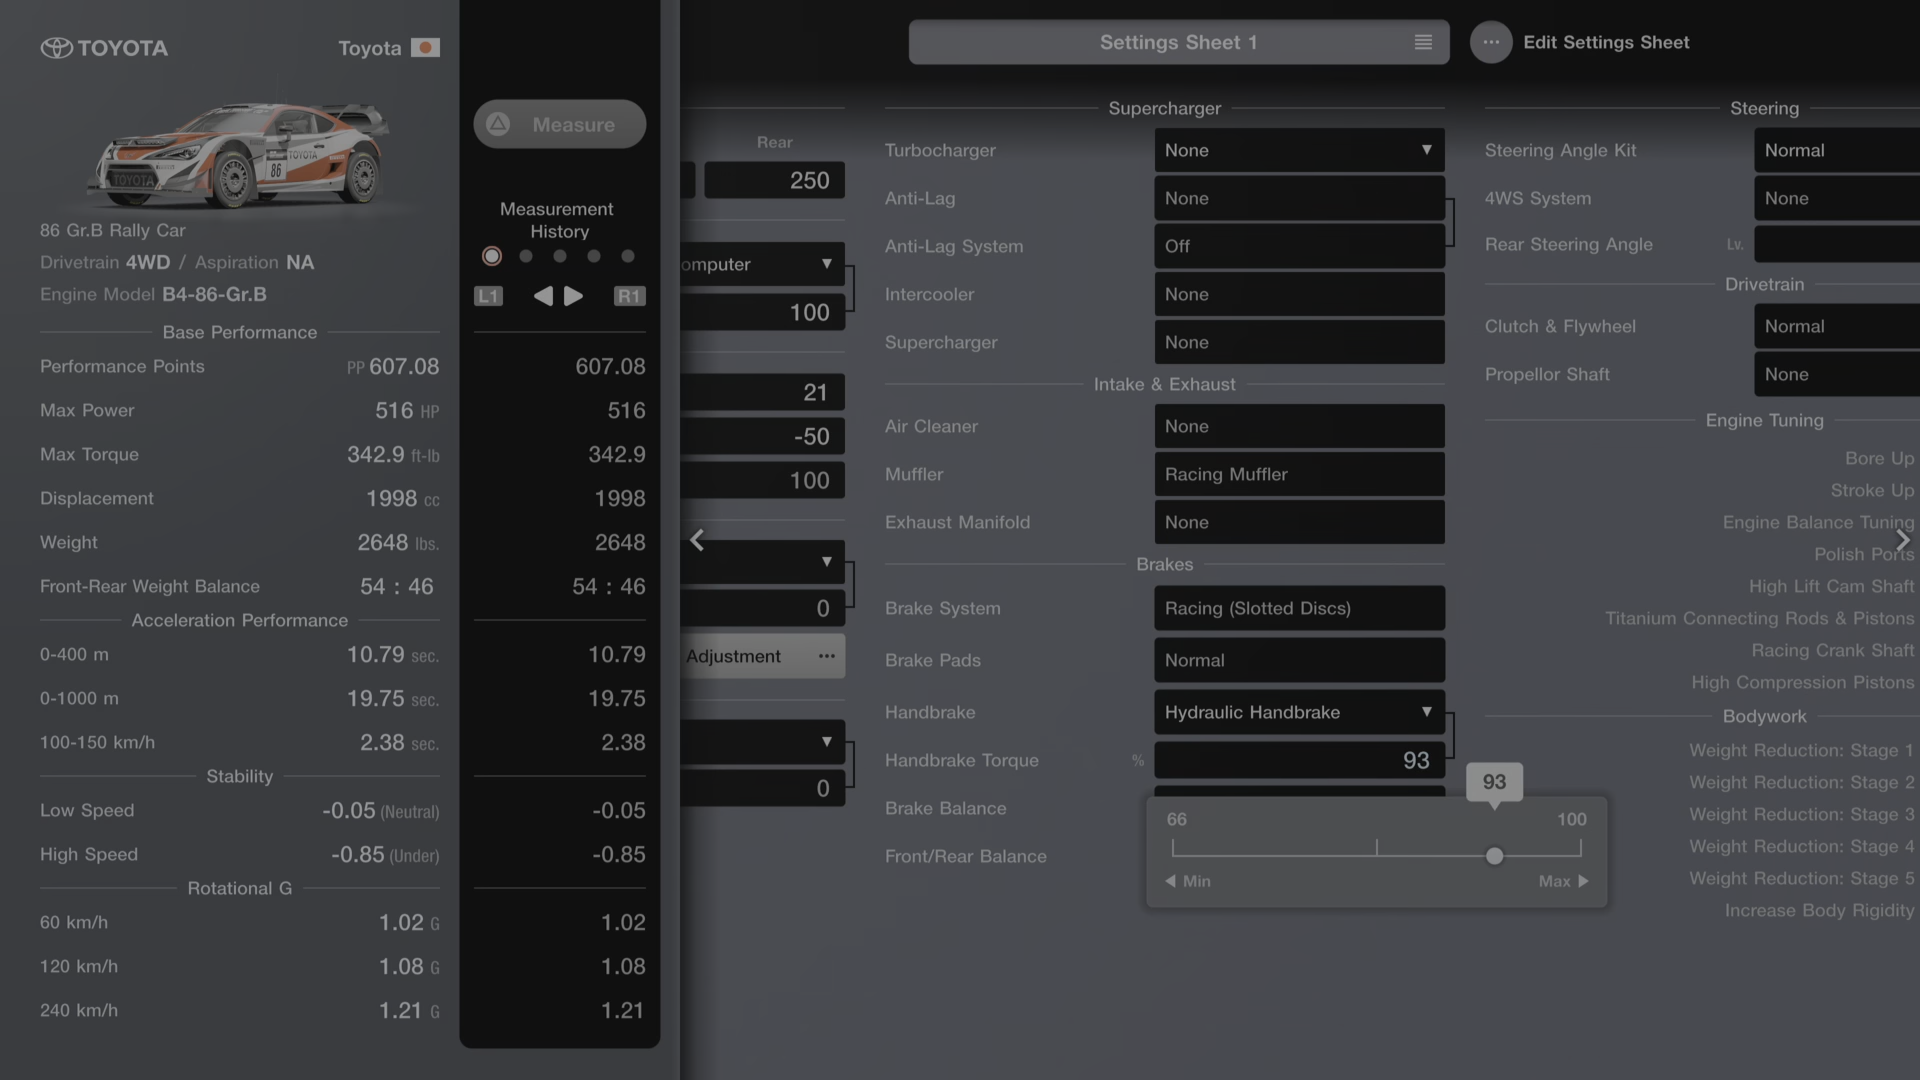 TOYOTA
Toyota
86 Gr.B Rally Car
Drivetrain 4WD / Aspiration NA
Engine Model B4-86-Gr.B
Base Performance
Performance Points PP 607.08
Max Power 516 HP
Max Torque 342.9 ft-lb
Displacement 1998 cc
Weight 2648 lbs.
Front-Rear Weight Balance 54 : 46
Acceleration Performance
0-400 m 10.79 sec.
0-1000 m 19.75 sec.
100-150 km/h 2.38 sec.
Stability
Low Speed -0.05 (Neutral)
High Speed -0.85 (Under)
Rotational G
60 km/h 1.02 G
120 km/h 1.08 G
240 km/h 1.21 G
Measure
Measurement
History
L1 R1
607.08
516
342.9
1998
2648
54 : 46
10.79
19.75
2.38
-0.05
-0.85
1.02
1.08
1.21
Settings Sheet 1
Edit Settings Sheet
Rear
250
omputer
100
21
-50
100
0
Adjustment
0
Supercharger
Turbocharger None
Anti-Lag None
Anti-Lag System Off
Intercooler None
Supercharger None
Intake & Exhaust
Air Cleaner None
Muffler Racing Muffler
Exhaust Manifold None
Brakes
Brake System Racing (Slotted Discs)
Brake Pads Normal
Handbrake Hydraulic Handbrake
Handbrake Torque % 93
Brake Balance
Front/Rear Balance
93
66 100
Min Max
Steering
Steering Angle Kit Normal
4WS System None
Rear Steering Angle Lv.
Drivetrain
Clutch & Flywheel Normal
Propellor Shaft None
Engine Tuning
Bore Up
Stroke Up
Engine Balance Tuning
Polish Ports
High Lift Cam Shaft
Titanium Connecting Rods & Pistons
Racing Crank Shaft
High Compression Pistons
Bodywork
Weight Reduction: Stage 1
Weight Reduction: Stage 2
Weight Reduction: Stage 3
Weight Reduction: Stage 4
Weight Reduction: Stage 5
Increase Body Rigidity
TOYOTA
86
TOYOTA